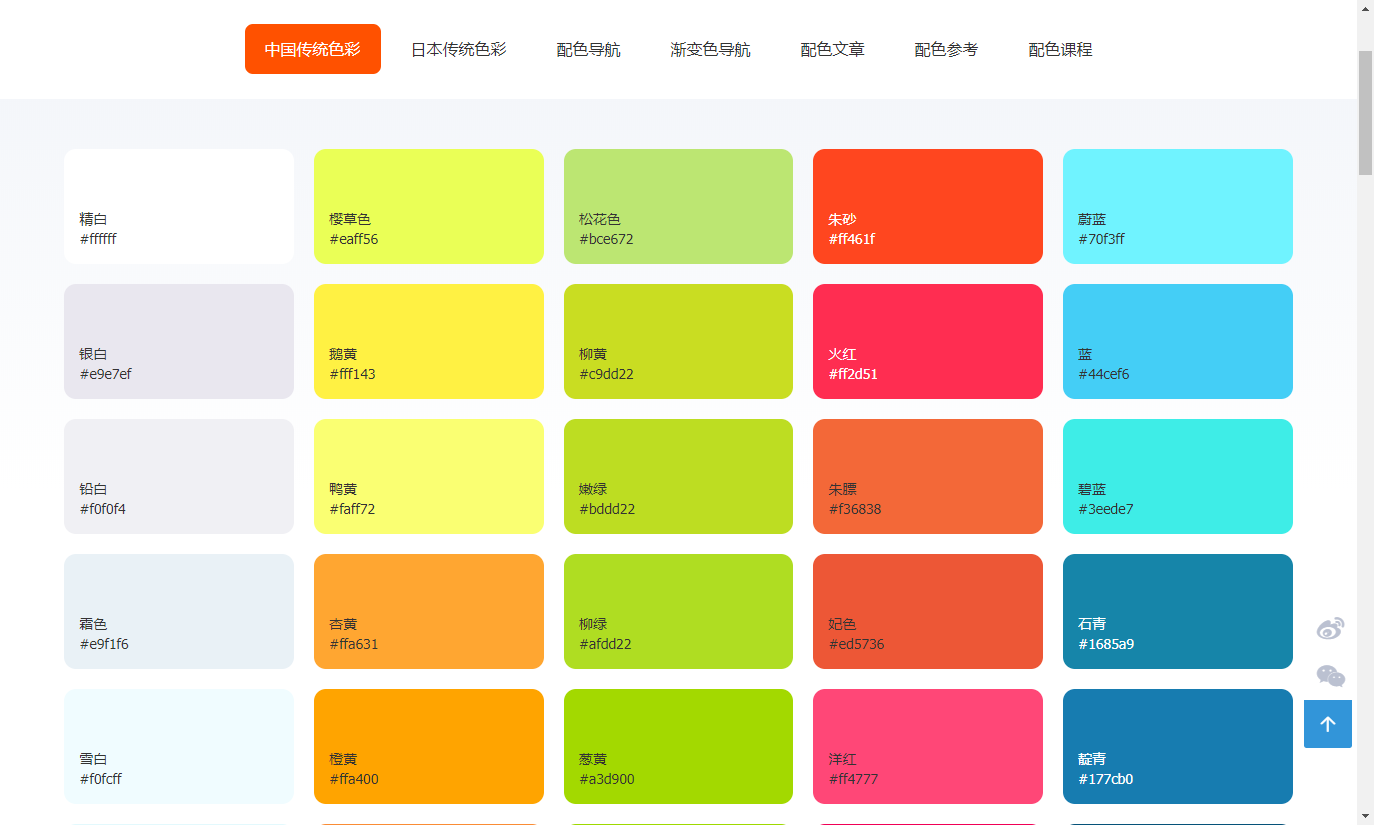 中国传统色彩
日本传统色彩
配色导航
渐变色导航
配色文章
配色参考
配色课程
精白
#ffffff
樱草色
#eaff56
松花色
#bce672
朱砂
#ff461f
蔚蓝
#70f3ff
银白
#e9e7ef
鹅黄
#fff143
柳黄
#c9dd22
火红
#ff2d51
蓝
#44cef6
铅白
#f0f0f4
鸭黄
#faff72
嫩绿
#bddd22
朱膘
#f36838
碧蓝
#3eede7
霜色
#e9f1f6
杏黄
#ffa631
柳绿
#afdd22
妃色
#ed5736
石青
#1685a9
雪白
#f0fcff
橙黄
#ffa400
葱黄
#a3d900
洋红
#ff4777
靛青
#177cb0